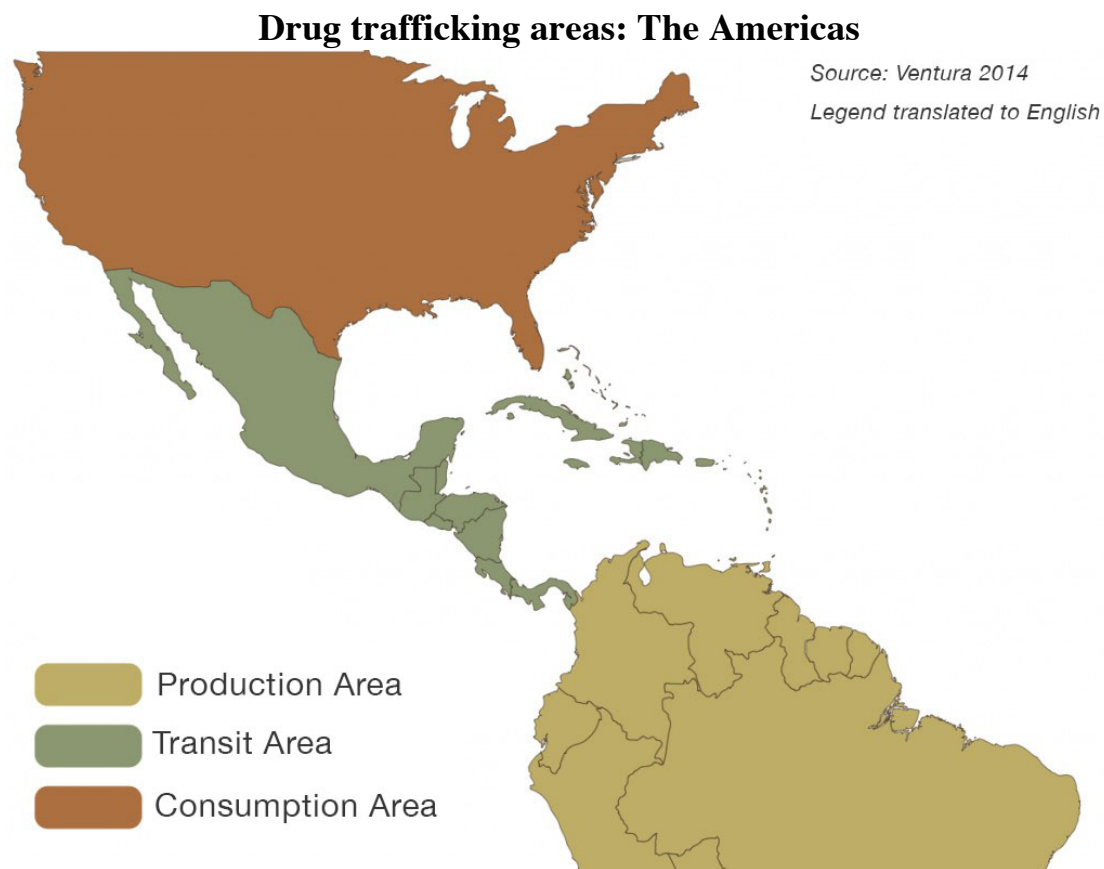 Drug trafficking areas: The Americas
Source: Ventura 2014
Legend translated to English
Production Area
Transit Area
Consumption Area